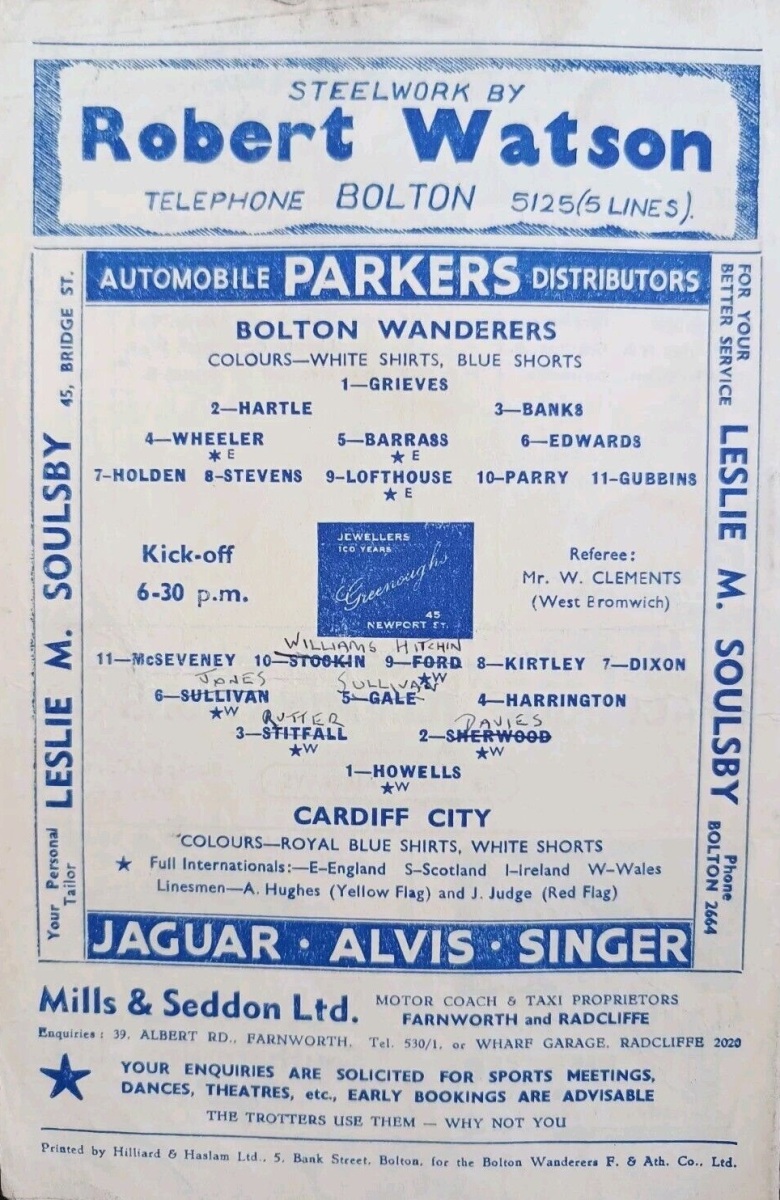 STEELWORK BY
Robert Watson
TELEPHONE BOLTON 5125 (5 LINES).
AUTOMOBILE PARKERS DISTRIBUTORS
Your Personal Tailor LESLIE M. SOULSBY 45, BRIDGE ST.
FOR YOUR BETTER SERVICE LESLIE M. SOULSBY Phone BOLTON 2664
BOLTON WANDERERS
COLOURS—WHITE SHIRTS, BLUE SHORTS
1—GRIEVES
2—HARTLE 3—BANKS
4—WHEELER 5—BARRASS 6—EDWARDS
★ E ★ E
7-HOLDEN 8-STEVENS 9-LOFTHOUSE 10-PARRY 11-GUBBINS
★ E
Kick-off
6-30 p.m.
JEWELLERS
100 YEARS
Greenoughs
45
NEWPORT ST.
Referee:
Mr. W. CLEMENTS
(West Bromwich)
WILLIAMS HITCHIN
11—McSEVENEY 10—STOCKIN 9—FORD 8—KIRTLEY 7—DIXON
★W
JONES SULLIVAN
6—SULLIVAN 5—GALE 4—HARRINGTON
★W
RUTTER DAVIES
3—STITFALL 2—SHERWOOD
★W ★W
1—HOWELLS
★W
CARDIFF CITY
COLOURS—ROYAL BLUE SHIRTS, WHITE SHORTS
★ Full Internationals:—E-England S-Scotland I-Ireland W-Wales
Linesmen—A. Hughes (Yellow Flag) and J. Judge (Red Flag)
JAGUAR · ALVIS · SINGER
Mills & Seddon Ltd. MOTOR COACH & TAXI PROPRIETORS
FARNWORTH and RADCLIFFE
Enquiries: 39, ALBERT RD., FARNWORTH. Tel. 530/1, or WHARF GARAGE, RADCLIFFE 2020
★ YOUR ENQUIRIES ARE SOLICITED FOR SPORTS MEETINGS,
DANCES, THEATRES, etc., EARLY BOOKINGS ARE ADVISABLE
THE TROTTERS USE THEM — WHY NOT YOU
Printed by Hilliard & Haslam Ltd., 5, Bank Street, Bolton, for the Bolton Wanderers F. & Ath. Co., Ltd.